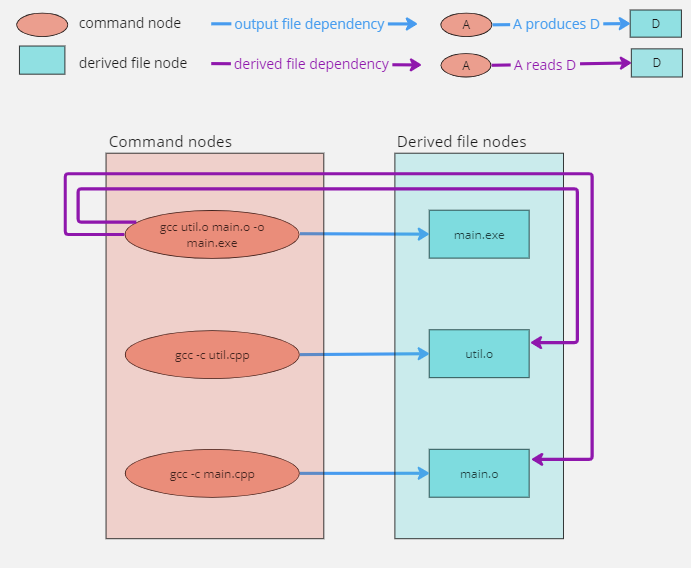 command node
output file dependency
A
A produces D
D
derived file node
derived file dependency
A
A reads D
D
Command nodes
Derived file nodes
gcc util.o main.o -o
main.exe
main.exe
gcc -c util.cpp
util.o
gcc -c main.cpp
main.o